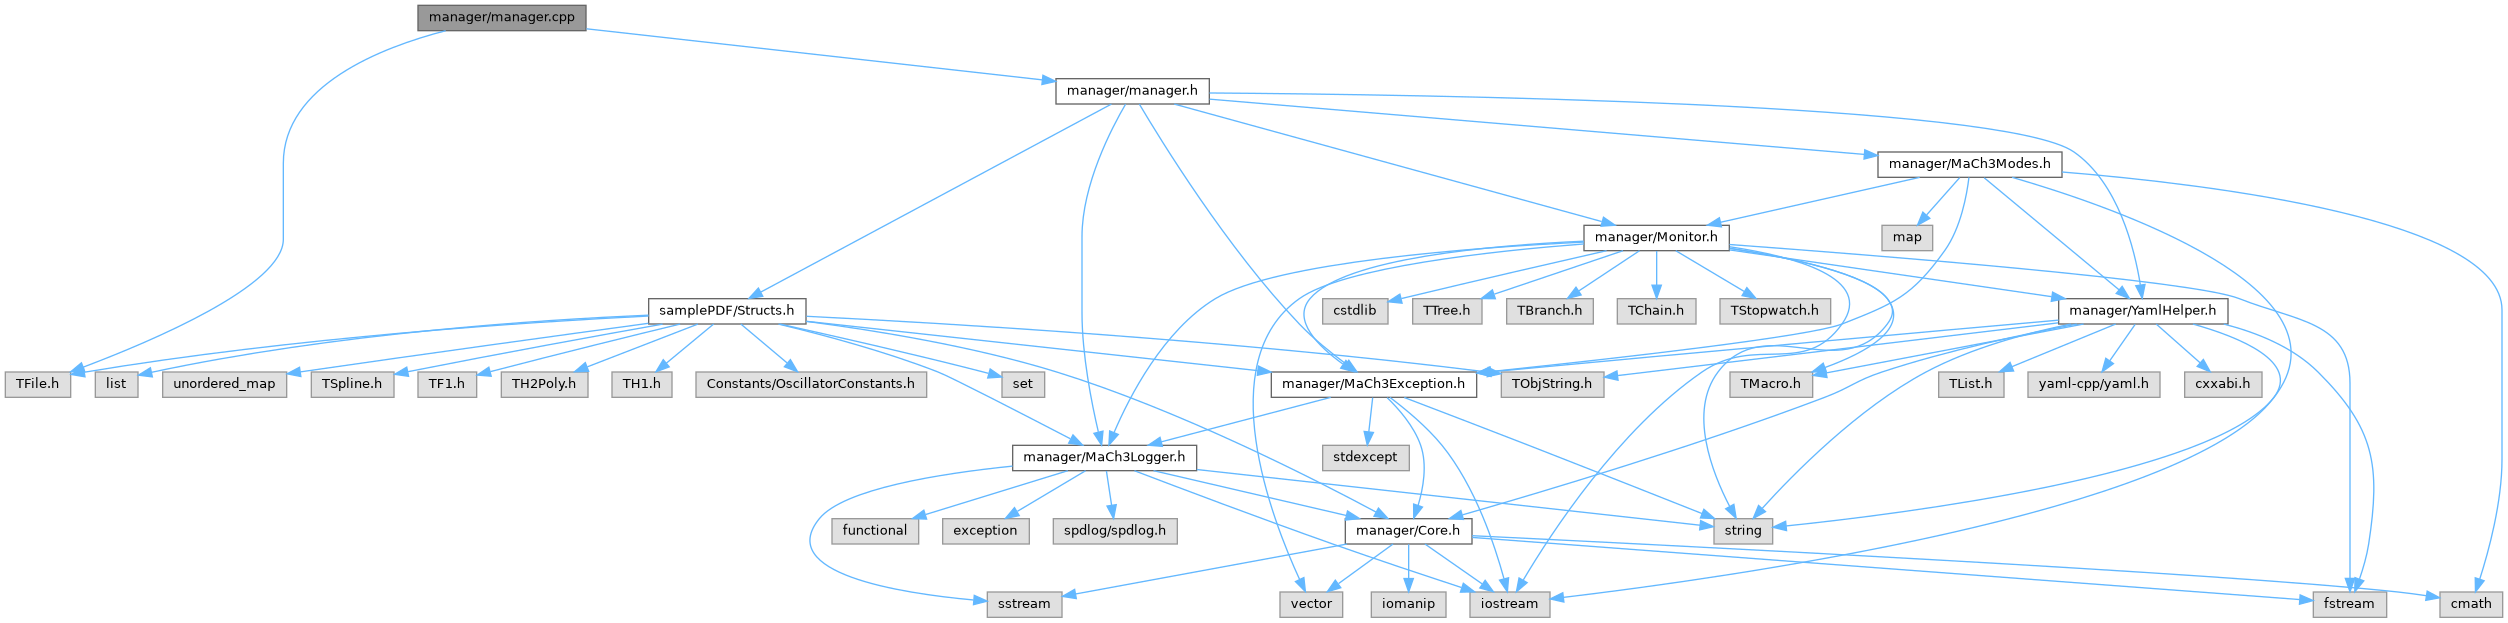 manager/manager.cpp
manager/manager.h
manager/MaCh3Modes.h
manager/Monitor.h
map
samplePDF/Structs.h
cstdlib
TTree.h
TBranch.h
TChain.h
TStopwatch.h
manager/YamlHelper.h
TFile.h
list
unordered_map
TSpline.h
TF1.h
TH2Poly.h
TH1.h
Constants/OscillatorConstants.h
set
manager/MaCh3Exception.h
TObjString.h
TMacro.h
TList.h
yaml-cpp/yaml.h
cxxabi.h
manager/MaCh3Logger.h
stdexcept
functional
exception
spdlog/spdlog.h
manager/Core.h
string
sstream
vector
iomanip
iostream
fstream
cmath